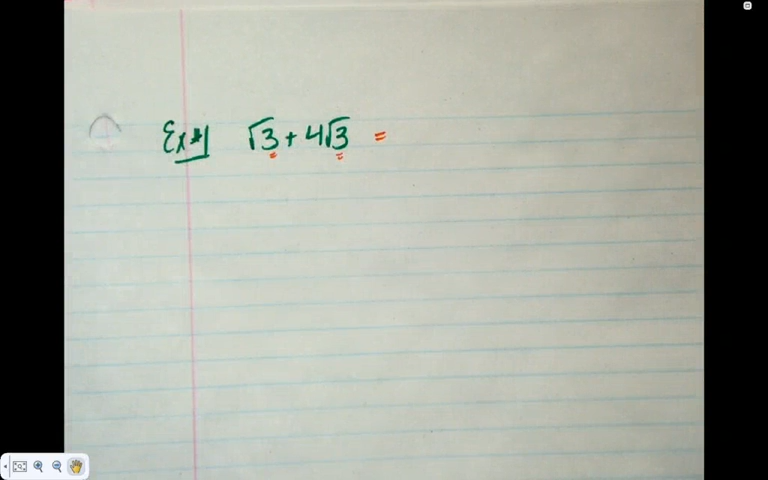 Ex#1 √3 + 4√3 =